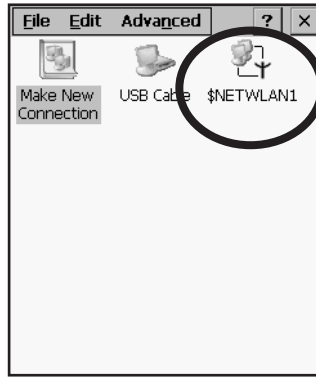 File Edit Advanced ? ×
Make New USB Cable $NETWLAN1
Connection